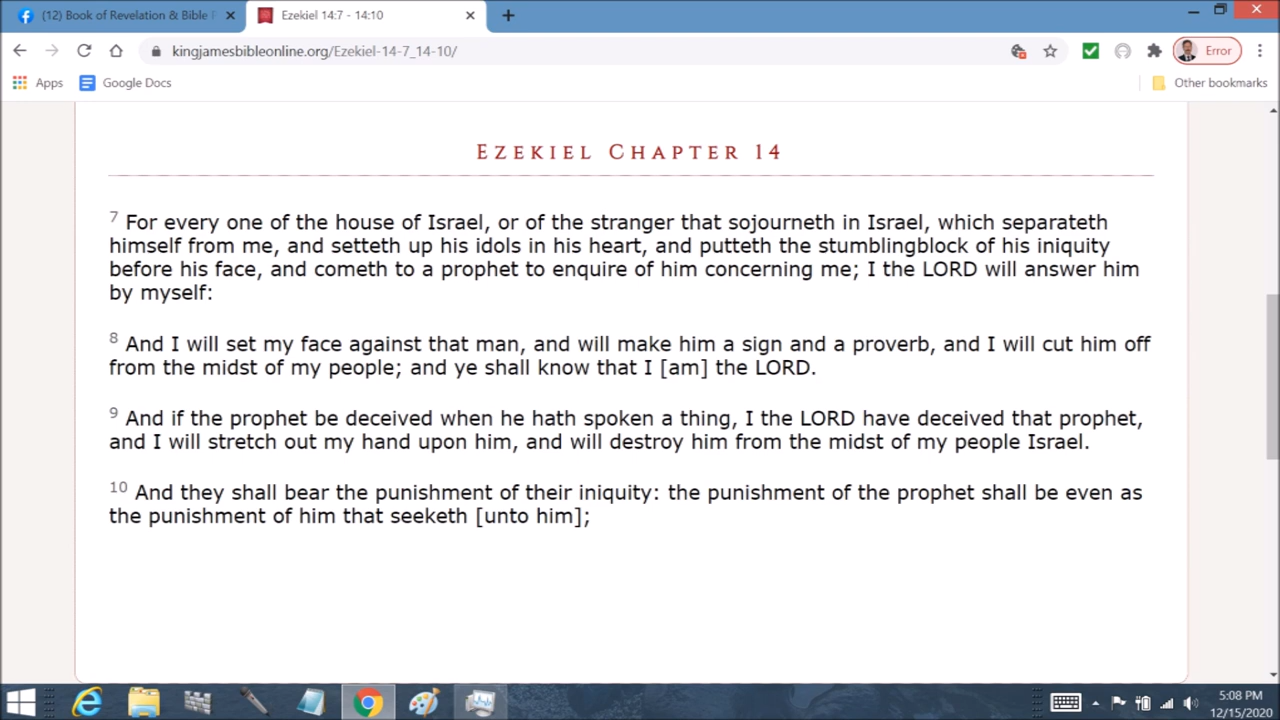 (12) Book of Revelation & Bible P
Ezekiel 14:7 - 14:10
kingjamesbibleonline.org/Ezekiel-14-7_14-10/
Error
Apps
Google Docs
Other bookmarks
EZEKIEL CHAPTER 14
7 For every one of the house of Israel, or of the stranger that sojourneth in Israel, which separateth
himself from me, and setteth up his idols in his heart, and putteth the stumblingblock of his iniquity
before his face, and cometh to a prophet to enquire of him concerning me; I the LORD will answer him
by myself:
8 And I will set my face against that man, and will make him a sign and a proverb, and I will cut him off
from the midst of my people; and ye shall know that I [am] the LORD.
9 And if the prophet be deceived when he hath spoken a thing, I the LORD have deceived that prophet,
and I will stretch out my hand upon him, and will destroy him from the midst of my people Israel.
10 And they shall bear the punishment of their iniquity: the punishment of the prophet shall be even as
the punishment of him that seeketh [unto him];
5:08 PM
12/15/2020